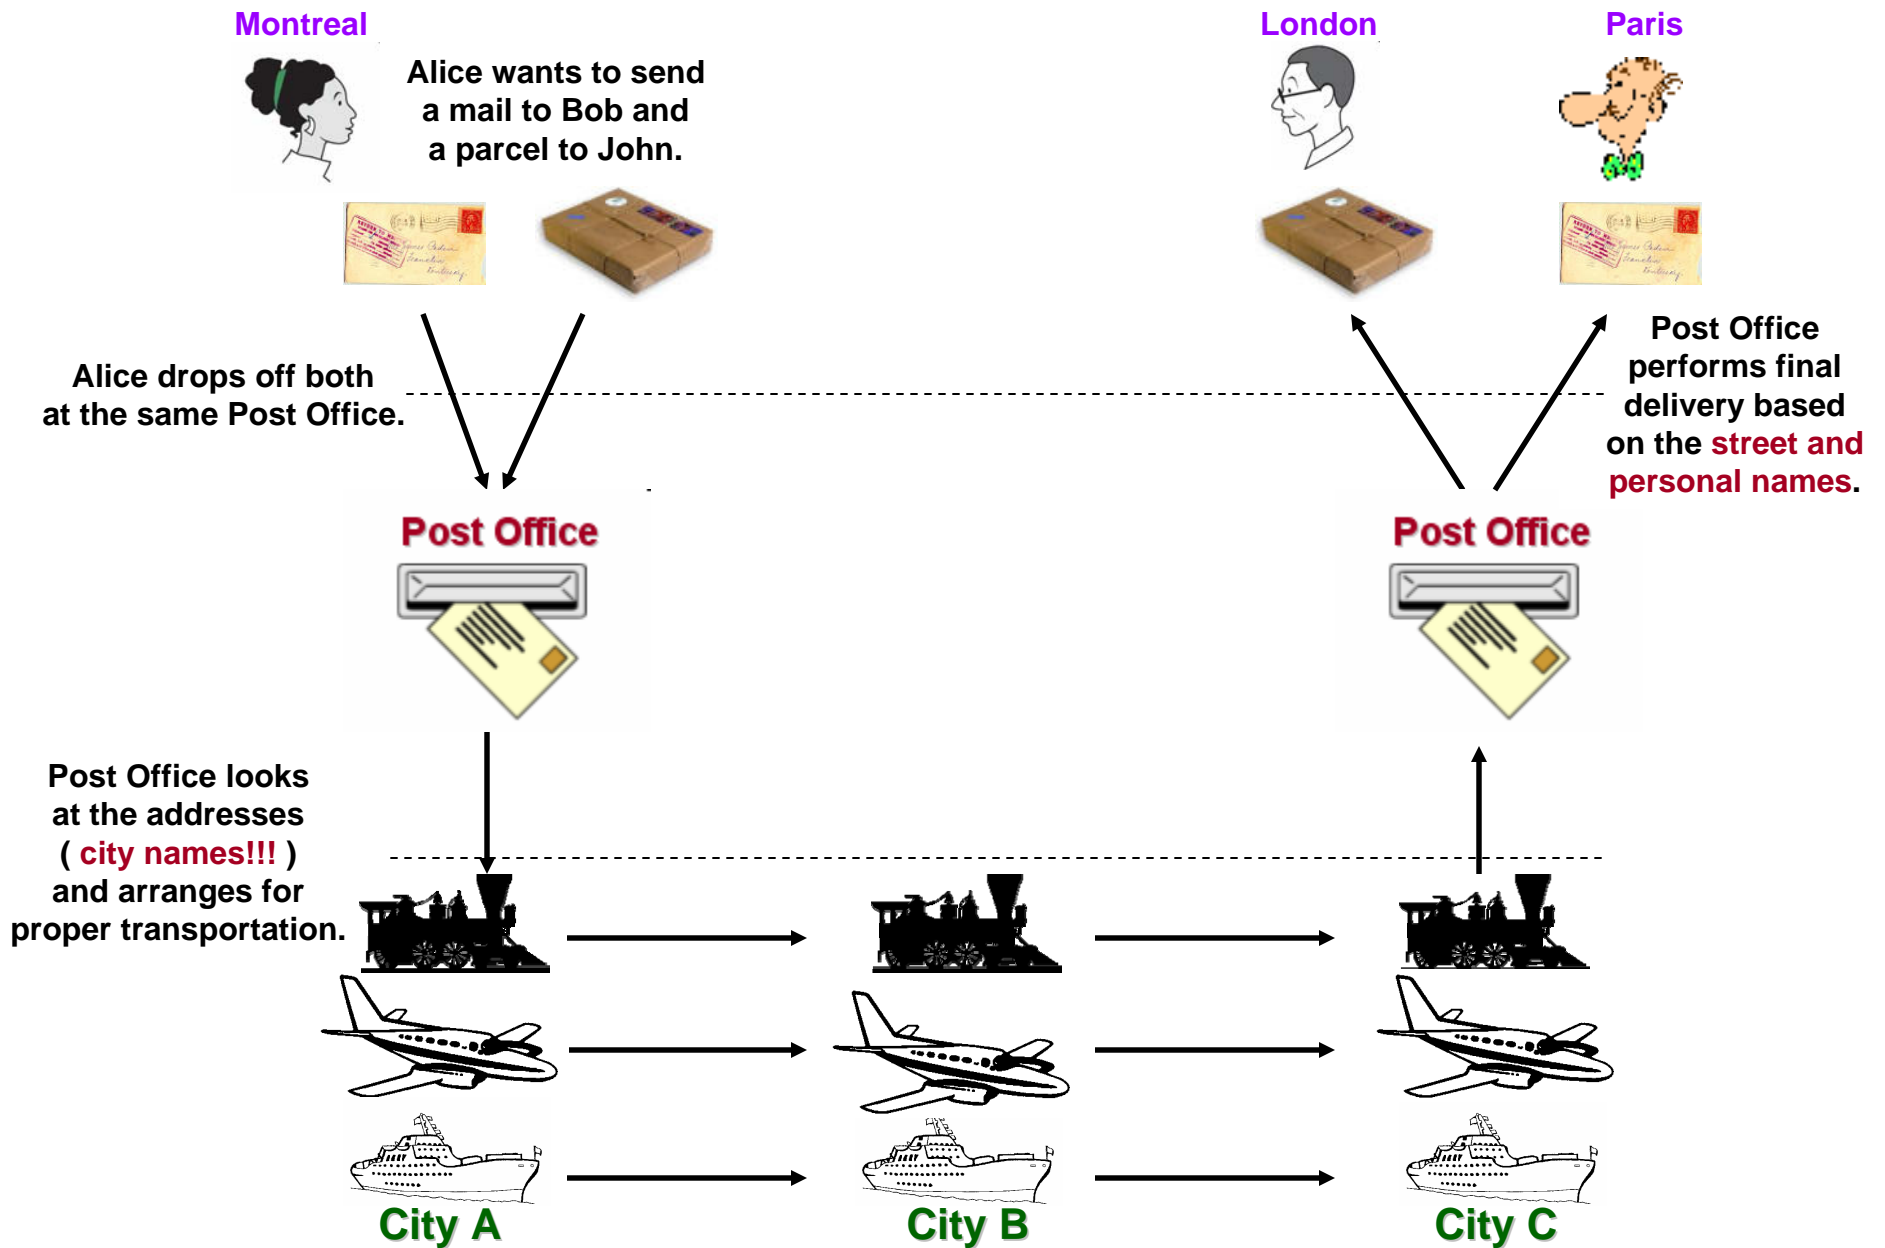 Montreal
London
Paris
Alice wants to send
a mail to Bob and
a parcel to John.
Alice drops off both
at the same Post Office.
Post Office
performs final
delivery based
on the street and
personal names.
Post Office
Post Office
Post Office looks
at the addresses
( city names!!! )
and arranges for
proper transportation.
City A
City B
City C